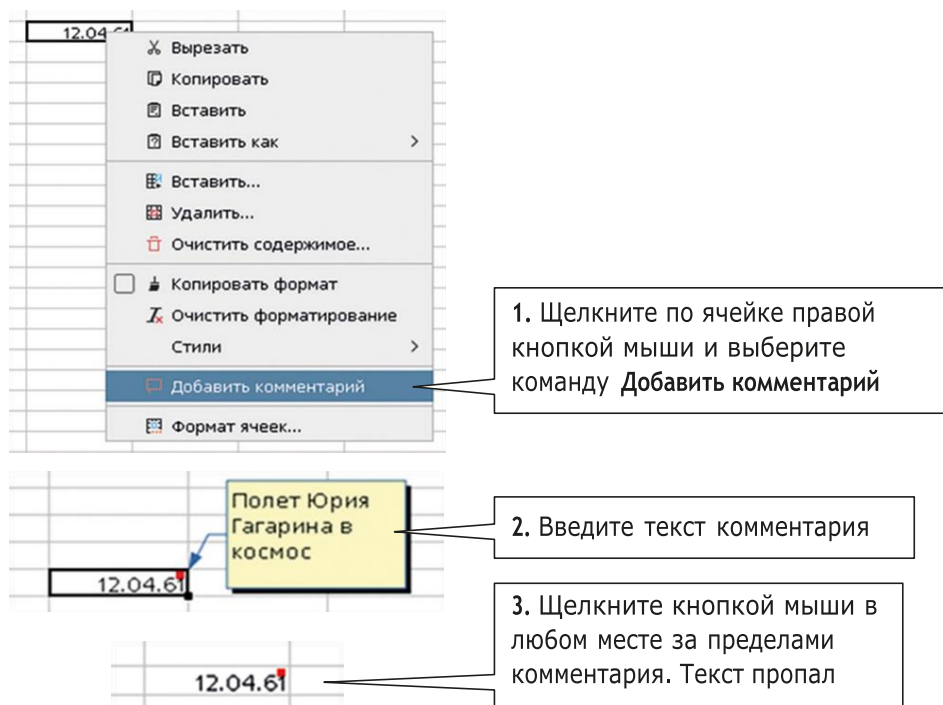 12.04.61
Вырезать
Копировать
Вставить
Вставить как
Вставить...
Удалить...
Очистить содержимое...
Копировать формат
Очистить форматирование
Стили
Добавить комментарий
Формат ячеек...
1. Щелкните по ячейке правой
кнопкой мыши и выберите
команду Добавить комментарий
Полет Юрия
Гагарина в
космос
12.04.61
2. Введите текст комментария
3. Щелкните кнопкой мыши в
любом месте за пределами
комментария. Текст пропал
12.04.61